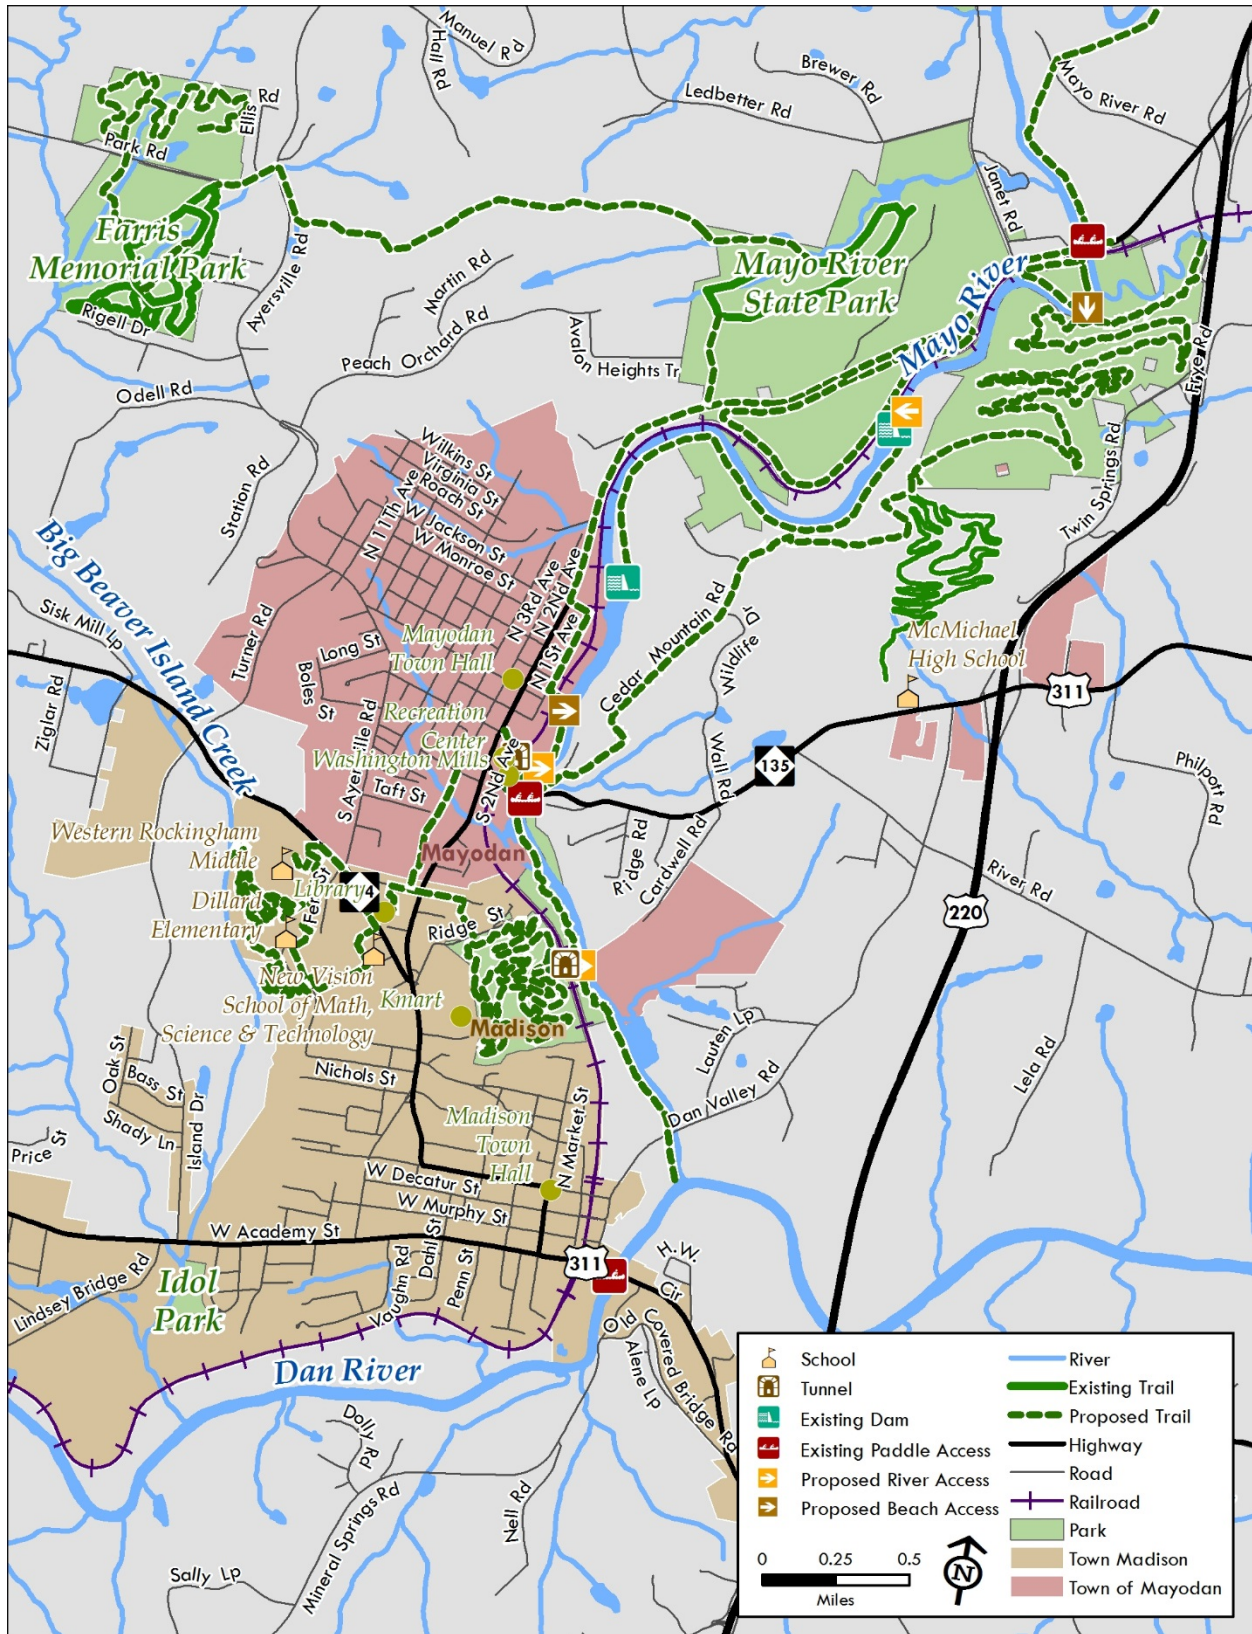 Manuel Rd
Hall Rd
Brewer Rd
Ledbetter Rd
Mayo River Rd
Ellis Rd
Park Rd
Janet Rd
Farris
Memorial Park
Mayo River
State Park
Mayo River
Ayersville Rd
Martin Rd
Rigell Dr
Peach Orchard Rd
Avalon Heights Tr
Frye Rd
Odell Rd
Wilkins St
Virginia St
Roach St
N 11Th Ave
W Jackson St
W Monroe St
Station Rd
Twin Springs Rd
Big Beaver Island Creek
N 3Rd Ave
N 2Nd Ave
N 1St Ave
Sisk Mill Lp
Turner Rd
Long St
Boles St
Mayodan
Town Hall
Cedar Mountain Rd
Wildlife Dr
McMichael
High School
311
Ziglar Rd
S Ayersville Rd
Recreation
Center
Washington Mills
S 2Nd Ave
Taft St
Wall Rd
135
Philpott Rd
Western Rockingham
Middle
Mayodan
Ridge Rd
Cardwell Rd
River Rd
Library
4
Dillard
Elementary
Ridge St
220
New Vision
School of Math,
Science & Technology
Kmart
Madison
Lauten Lp
Lela Rd
Oak St
Bass St
Shady Ln
Island Dr
Nichols St
Dan Valley Rd
Price St
Madison
Town
Hall
N Market St
W Decatur St
W Murphy St
W Academy St
Lindsey Bridge Rd
Idol
Park
Vaughn Rd
Dahl St
Penn St
311
H.W.
Cir
Old Covered Bridge Rd
Alene Lp
Dan River
Dolly Rd
Mineral Springs Rd
Nell Rd
Sally Lp
School
Tunnel
Existing Dam
Existing Paddle Access
Proposed River Access
Proposed Beach Access
0 0.25 0.5
Miles
N
River
Existing Trail
Proposed Trail
Highway
Road
Railroad
Park
Town Madison
Town of Mayodan